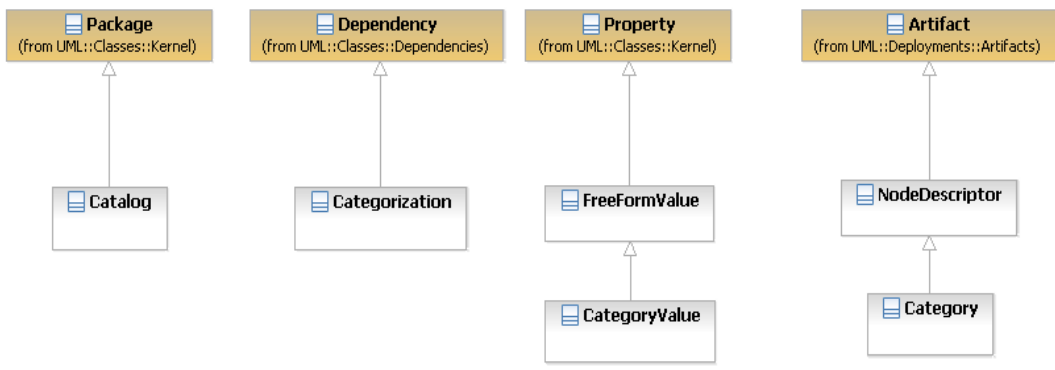 Package
(from UML::Classes::Kernel)
Dependency
(from UML::Classes::Dependencies)
Property
(from UML::Classes::Kernel)
Artifact
(from UML::Deployments::Artifacts)
Catalog
Categorization
FreeFormValue
NodeDescriptor
CategoryValue
Category